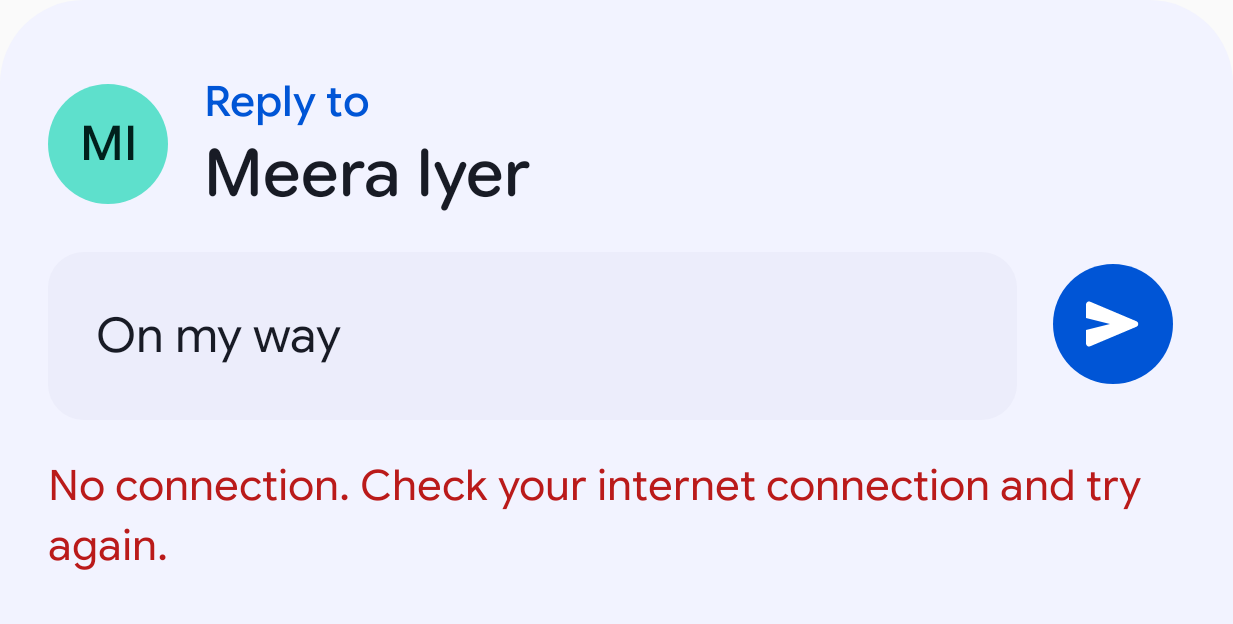 MI
Reply to
Meera Iyer
On my way
No connection. Check your internet connection and try
again.